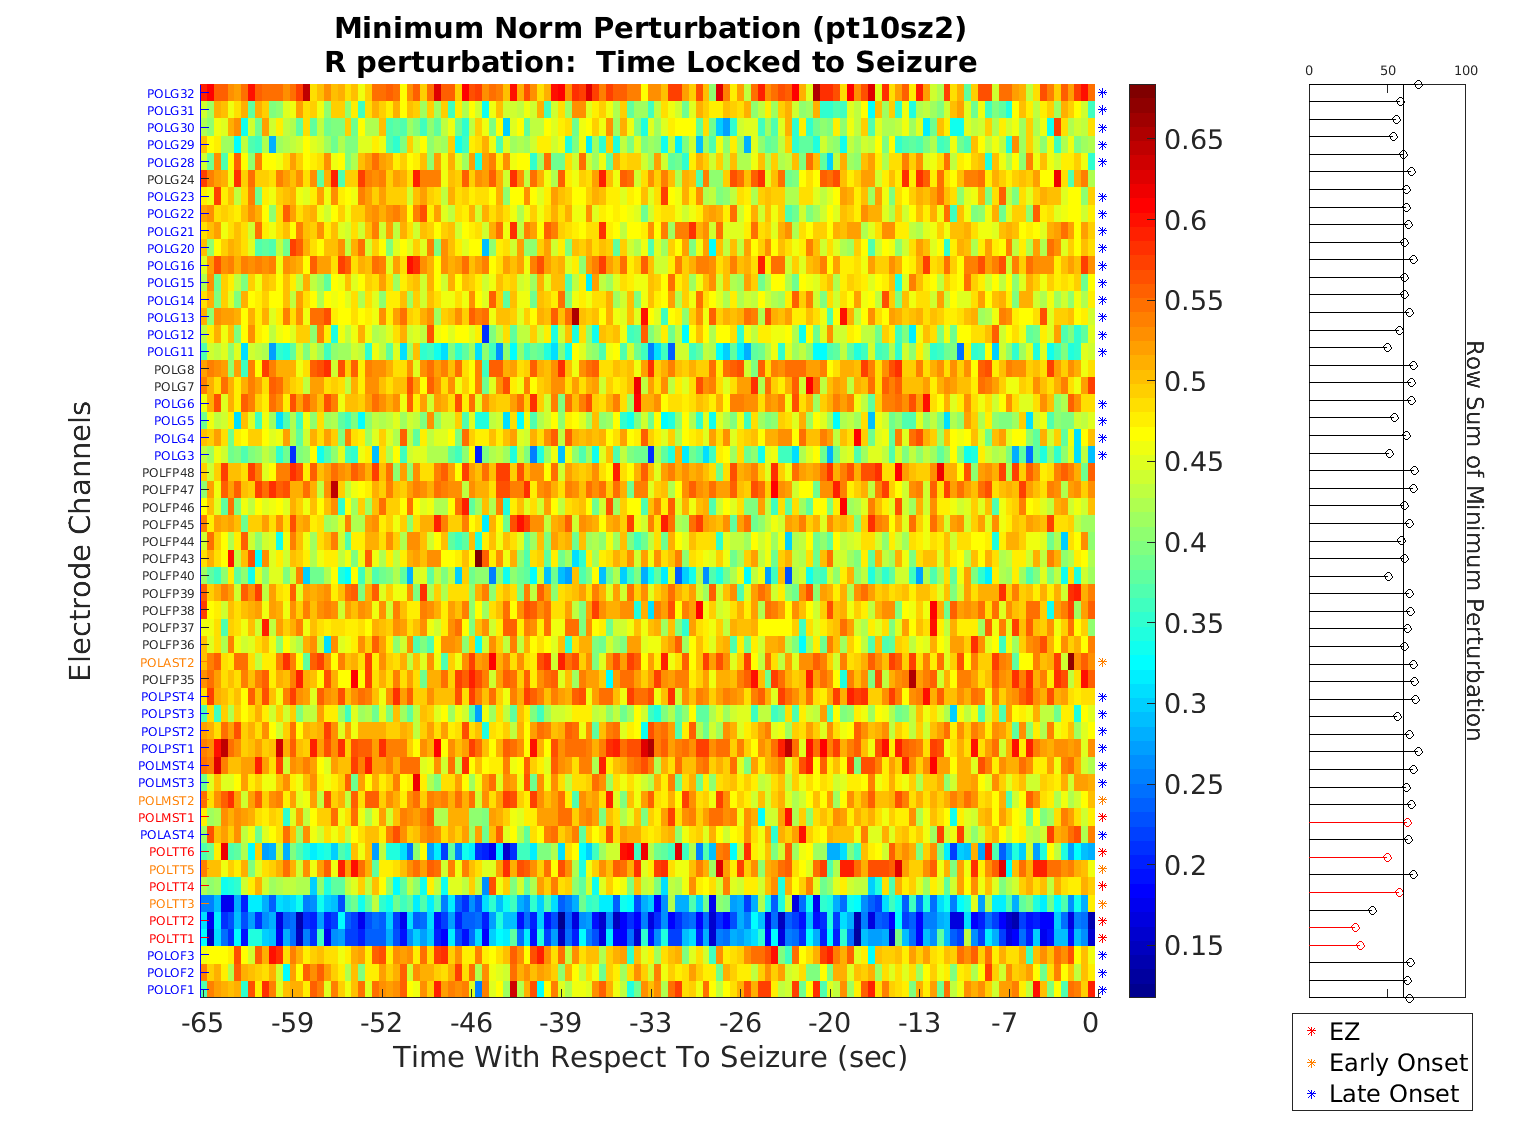 Minimum Norm Perturbation (pt10sz2)
R perturbation:  Time Locked to Seizure
0 50 100
POLG32
POLG31
POLG30
POLG29
POLG28
POLG24
POLG23
POLG22
POLG21
POLG20
POLG16
POLG15
POLG14
POLG13
POLG12
POLG11
POLG8
POLG7
POLG6
POLG5
POLG4
POLG3
POLFP48
POLFP47
POLFP46
POLFP45
POLFP44
POLFP43
POLFP40
POLFP39
POLFP38
POLFP37
POLFP36
POLAST2
POLFP35
POLPST4
POLPST3
POLPST2
POLPST1
POLMST4
POLMST3
POLMST2
POLMST1
POLAST4
POLTT6
POLTT5
POLTT4
POLTT3
POLTT2
POLTT1
POLOF3
POLOF2
POLOF1
Electrode Channels
-65 -59 -52 -46 -39 -33 -26 -20 -13 -7 0
Time With Respect To Seizure (sec)
0.65
0.6
0.55
0.5
0.45
0.4
0.35
0.3
0.25
0.2
0.15
Row Sum of Minimum Perturbation
EZ
Early Onset
Late Onset